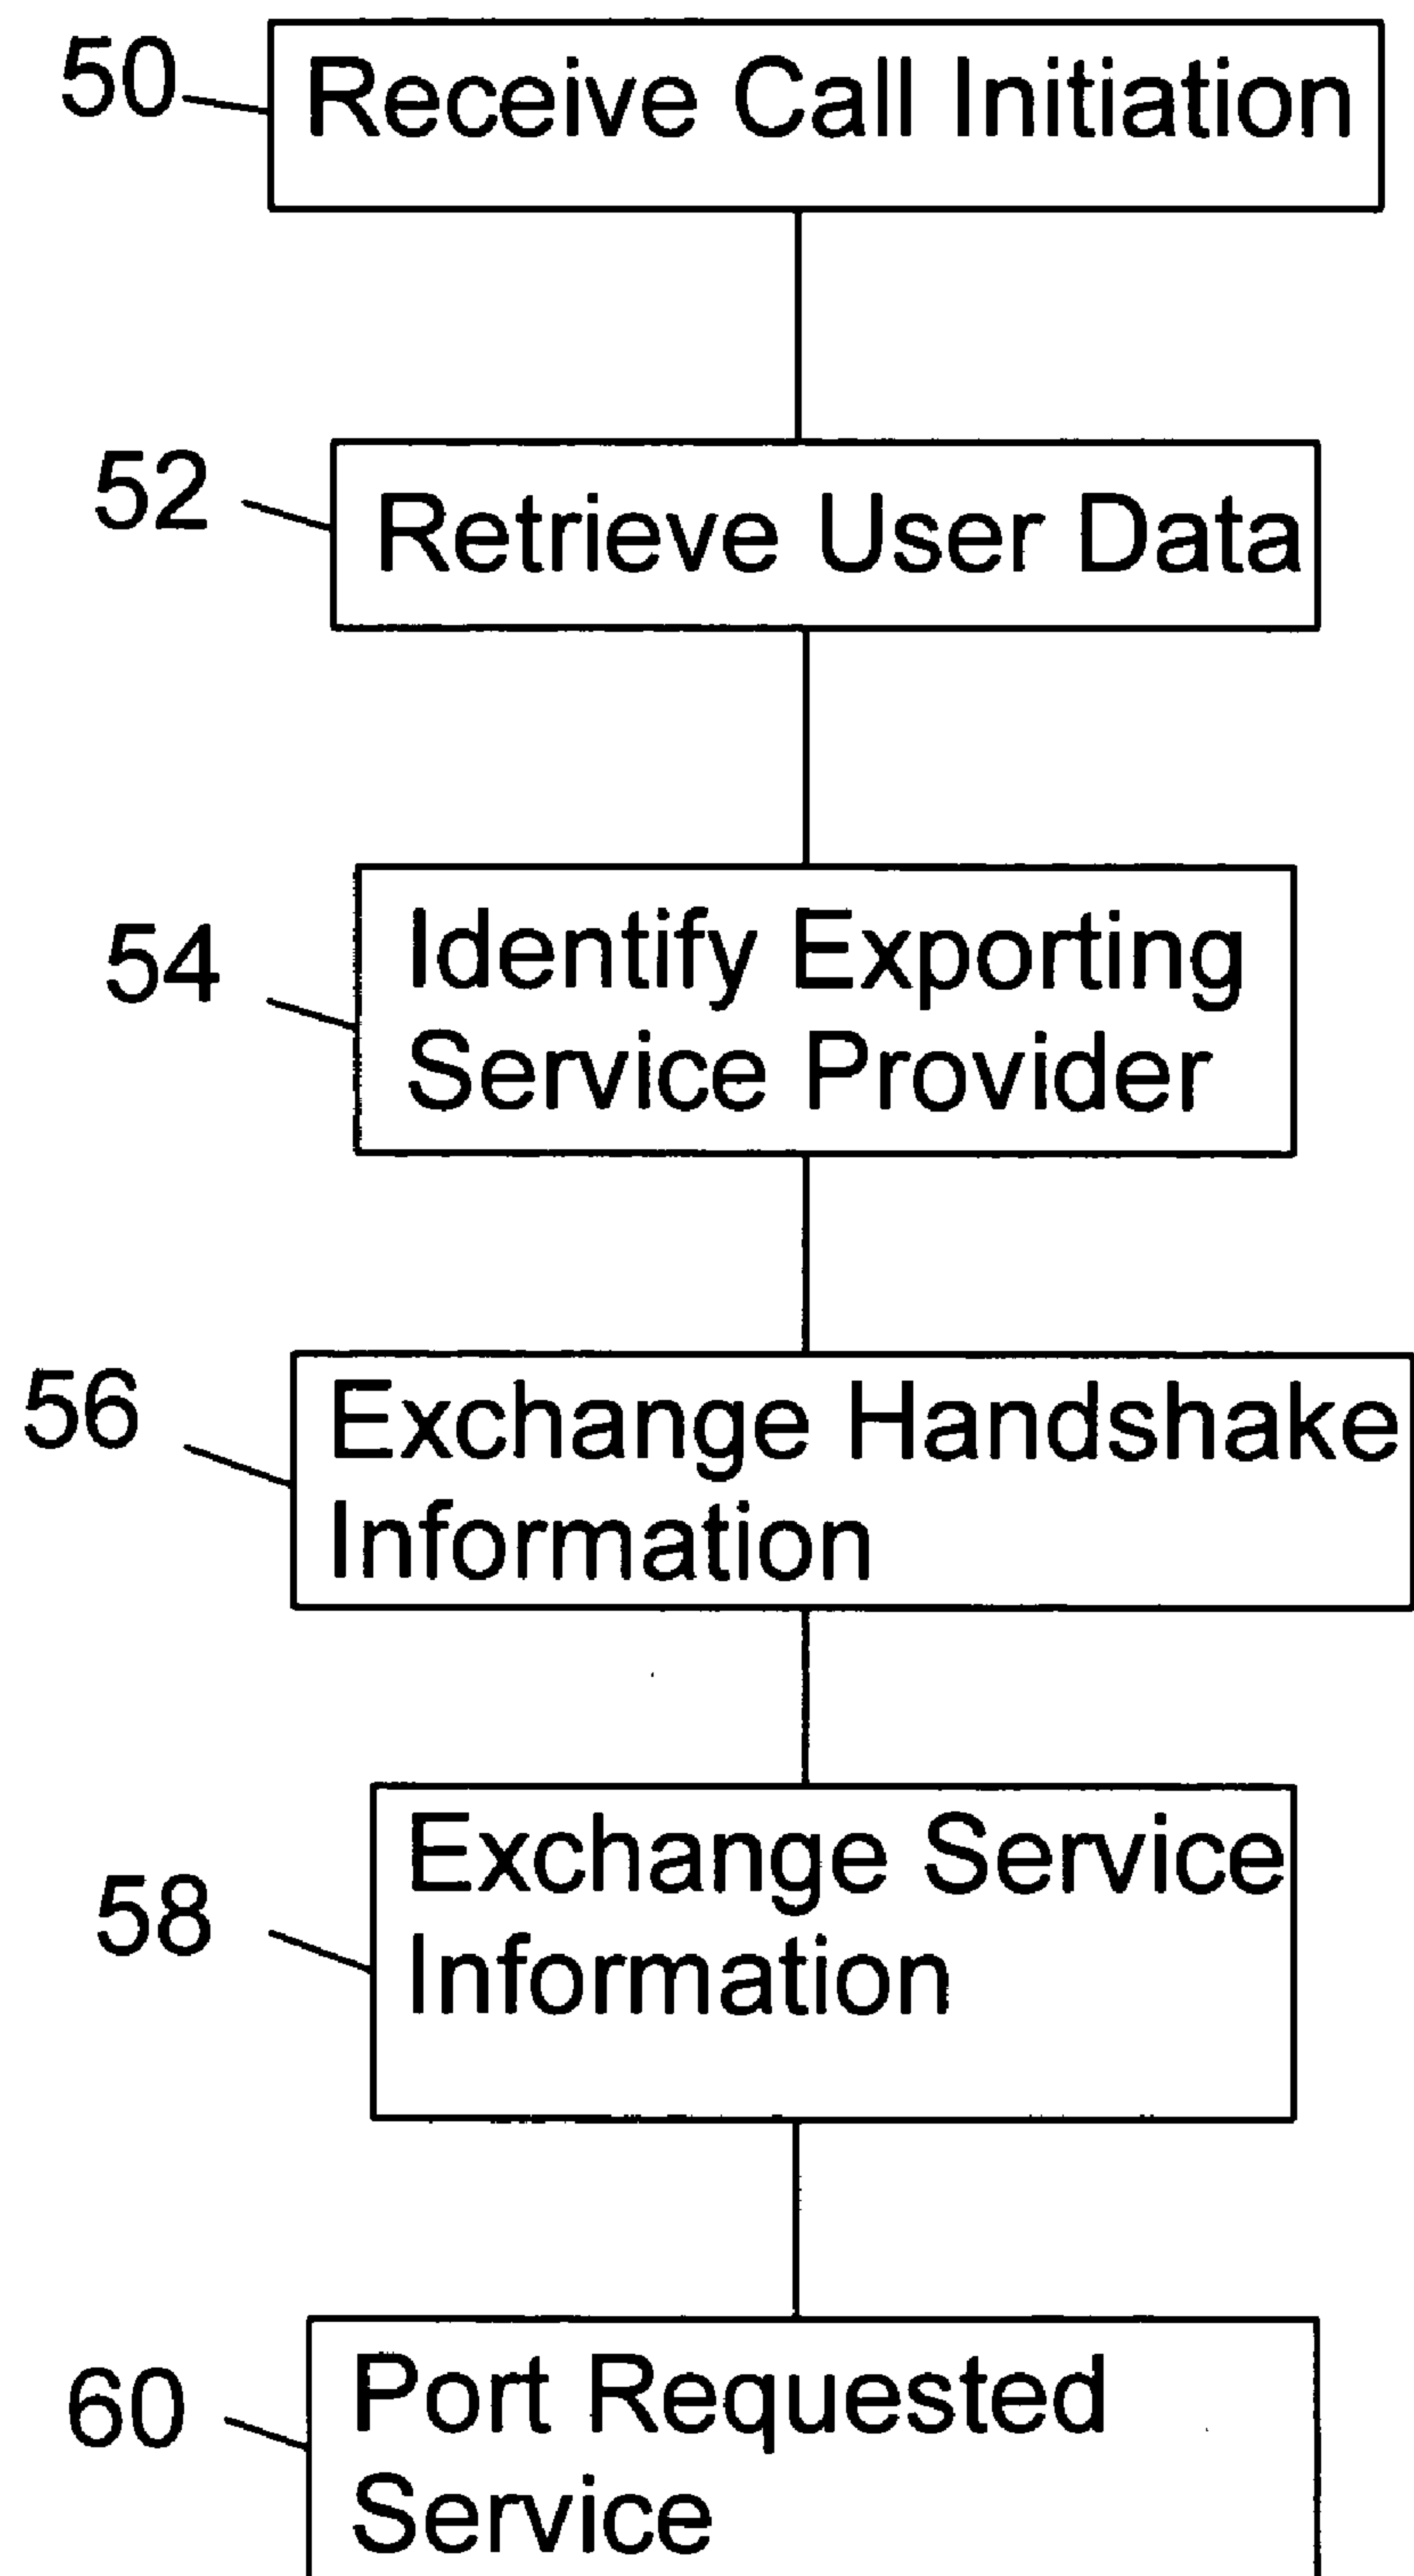 50 Receive Call Initiation
52 Retrieve User Data
54 Identify Exporting
Service Provider
56 Exchange Handshake
Information
58 Exchange Service
Information
60 Port Requested
Service